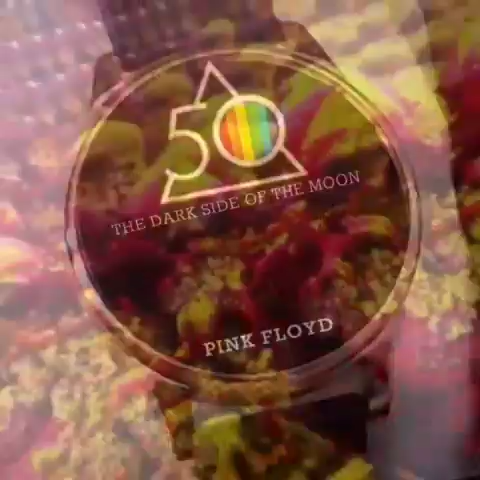 50
THE DARK SIDE OF THE MOON
PINK FLOYD